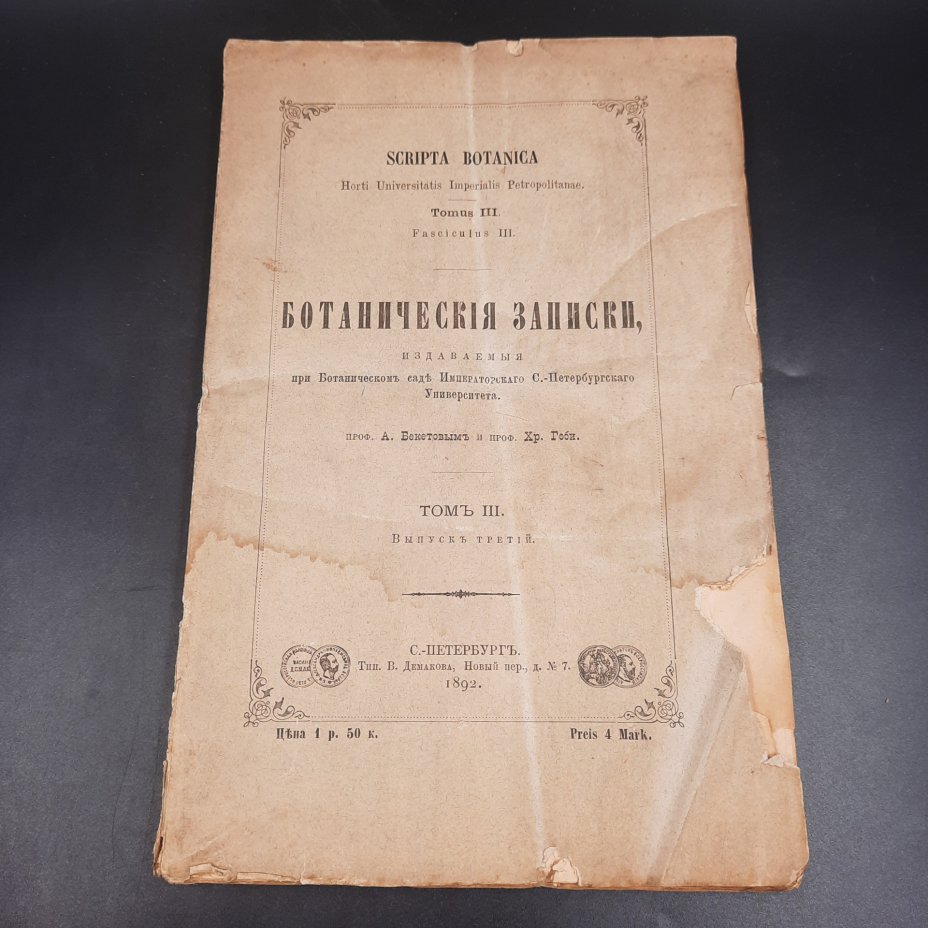 SCRIPTA BOTANICA
Horti Universitatis Imperialis Petropolitanae.
Tomus III.
Fasciculus III.
БОТАНИЧЕСКІЯ ЗАПИСКИ,
ИЗДАВАЕМЫЯ
при Ботаническомъ садѣ Императорскаго С.-Петербургскаго
Университета.
проф. А. Бекетовымъ и проф. Хр. Гоби.
ТОМЪ III.
Выпускъ третій.
С.-ПЕТЕРБУРГЪ.
Тип. В. Демакова, Новый пер., д. № 7.
1892.
Цѣна 1 р. 50 к.
Preis 4 Mark.